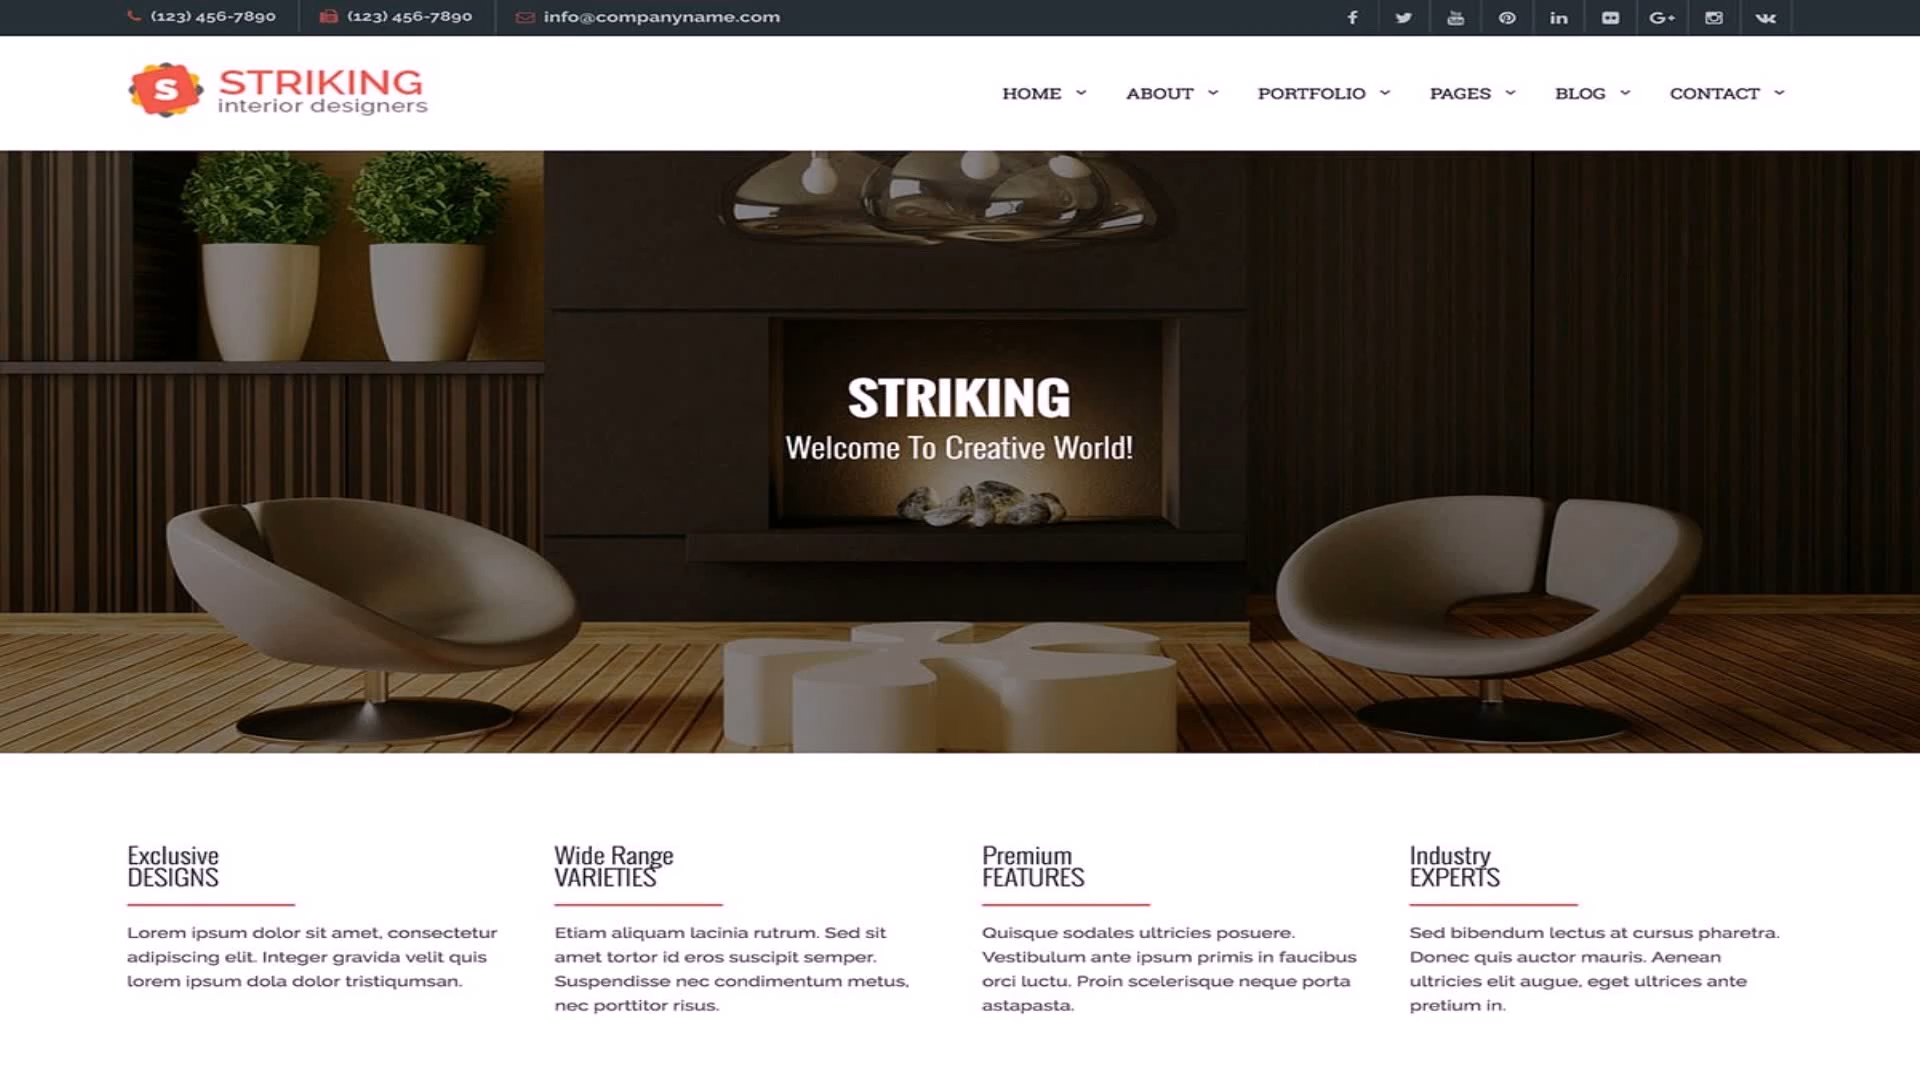 (123) 456-7890
(123) 456-7890
info@companyname.com
S
STRIKING
interior designers
HOME
ABOUT
PORTFOLIO
PAGES
BLOG
CONTACT
STRIKING
Welcome To Creative World!
Exclusive
DESIGNS
Lorem ipsum dolor sit amet, consectetur
adipiscing elit. Integer gravida velit quis
lorem ipsum dola dolor tristiqumsan.
Wide Range
VARIETIES
Etiam aliquam lacinia rutrum. Sed sit
amet tortor id eros suscipit semper.
Suspendisse nec condimentum metus,
nec porttitor risus.
Premium
FEATURES
Quisque sodales ultricies posuere.
Vestibulum ante ipsum primis in faucibus
orci luctu. Proin scelerisque neque porta
astapasta.
Industry
EXPERTS
Sed bibendum lectus at cursus pharetra.
Donec quis auctor mauris. Aenean
ultricies elit augue, eget ultrices ante
pretium in.